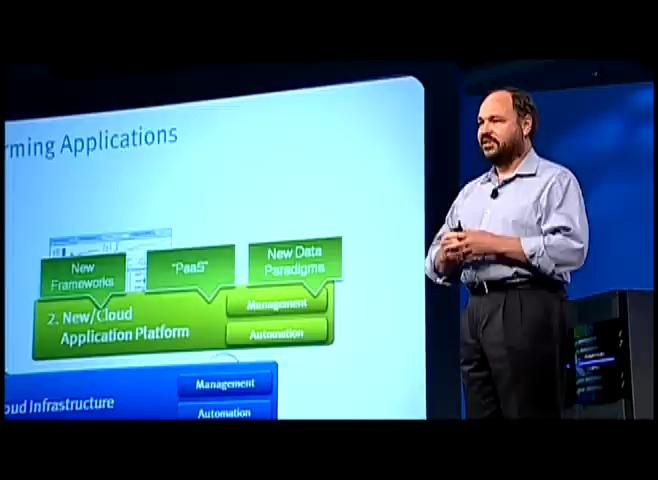 rming Applications
New
Frameworks
"PaaS"
New Data
Paradigms
2. New/Cloud
Application Platform
Management
Automation
oud Infrastructure
Management
Automation